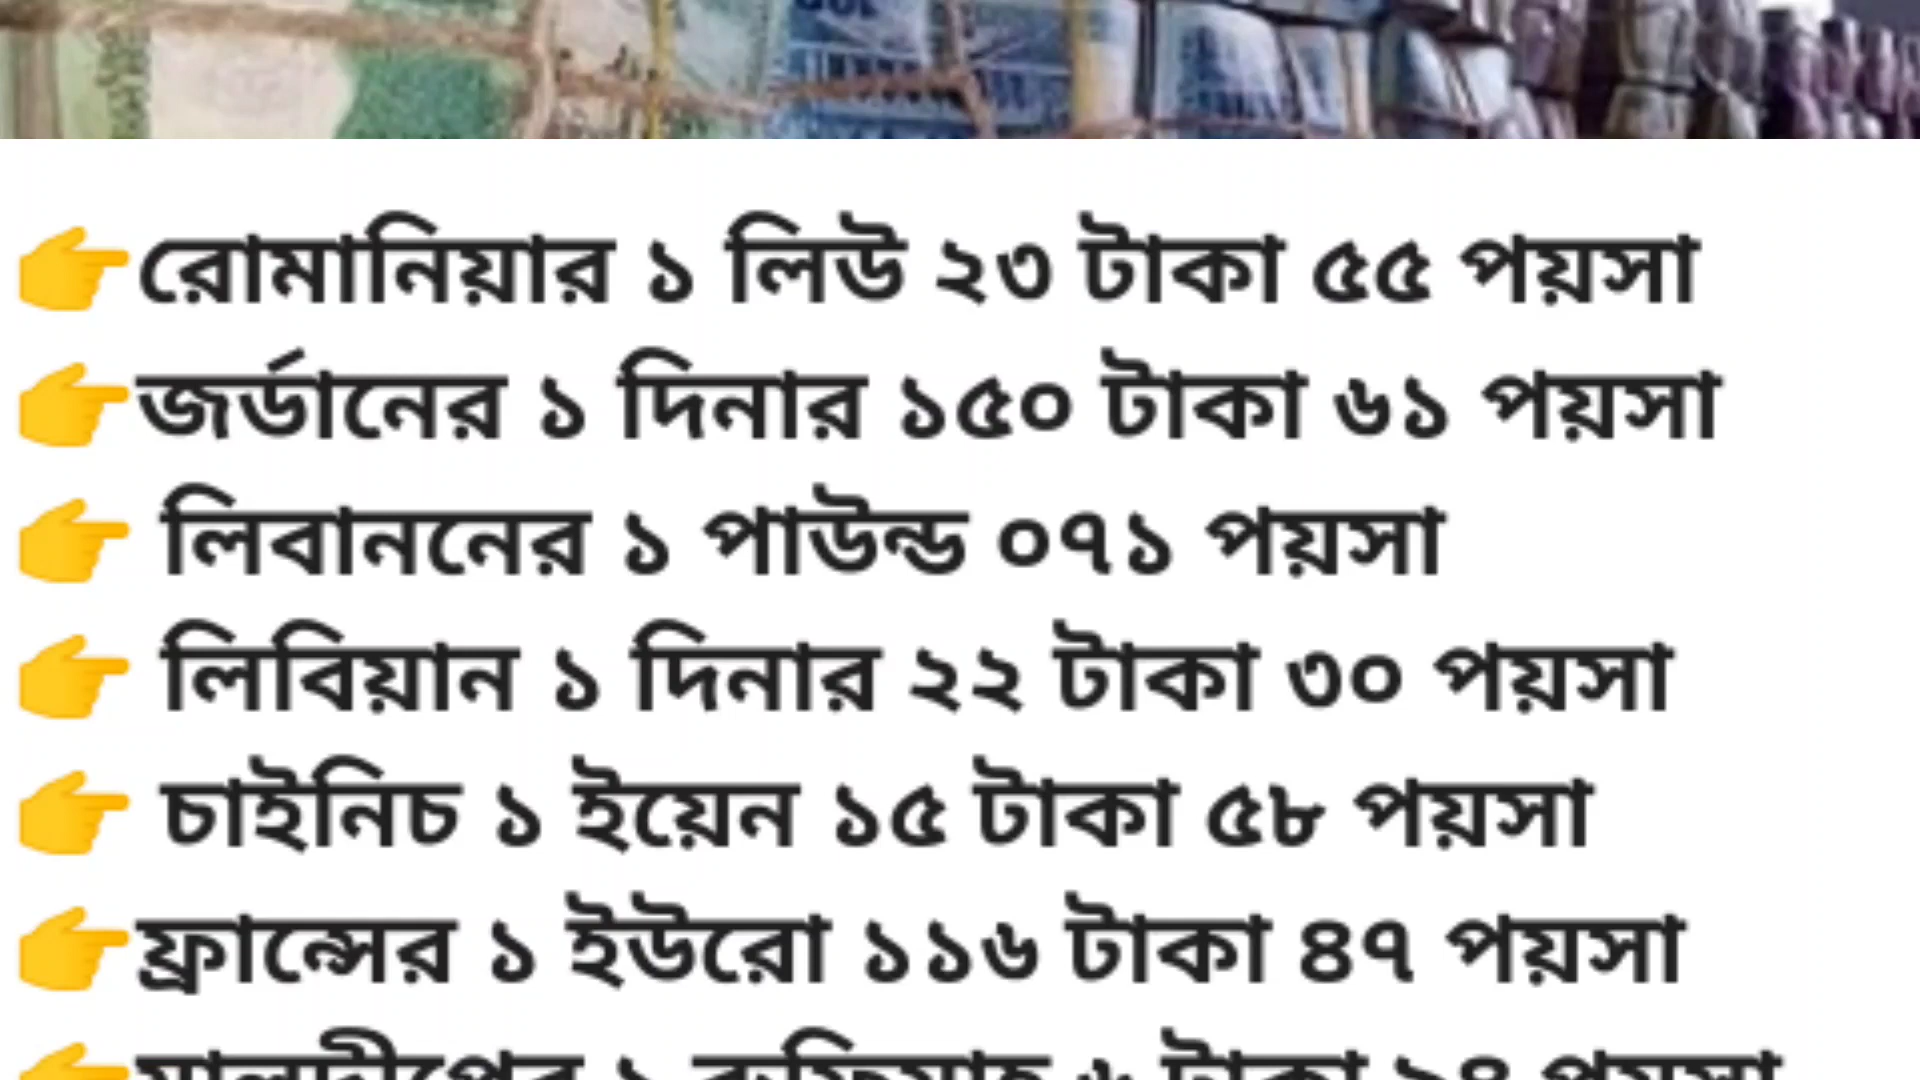 👉রোমানিয়ার ১ লিউ ২৩ টাকা ৫৫ পয়সা
👉জর্ডানের ১ দিনার ১৫০ টাকা ৬১ পয়সা
👉 লিবাননের ১ পাউন্ড ০৭১ পয়সা
👉 লিবিয়ান ১ দিনার ২২ টাকা ৩০ পয়সা
👉 চাইনিচ ১ ইয়েন ১৫ টাকা ৫৮ পয়সা
👉ফ্রান্সের ১ ইউরো ১১৬ টাকা ৪৭ পয়সা